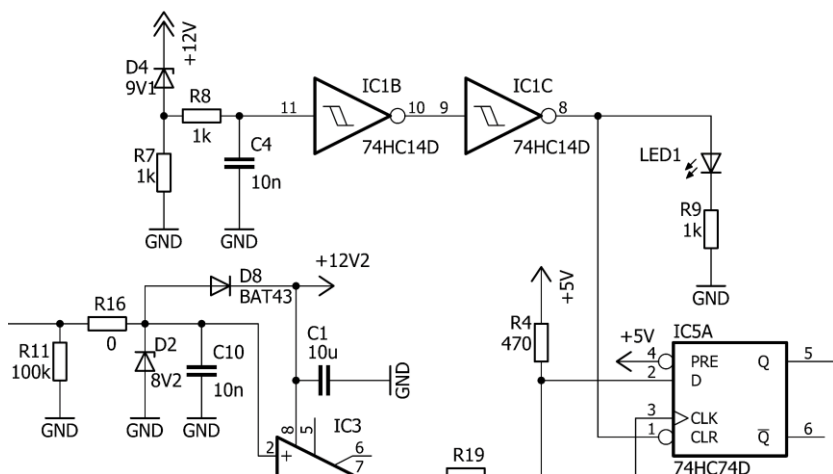 +12V
D4
9V1
R8
1k
R7
1k
GND
C4
10n
GND
11
IC1B
10
74HC14D
9
IC1C
8
74HC14D
LED1
R9
1k
GND
D8
BAT43
+12V2
R16
0
R11
100k
GND
D2
8V2
GND
C10
10n
GND
C1
10u
GND
8
5
IC3
2
+
6
7
+5V
R4
470
R19
+5V
IC5A
4
PRE
Q
5
2
D
3
CLK
1
CLR
Q
6
74HC74D